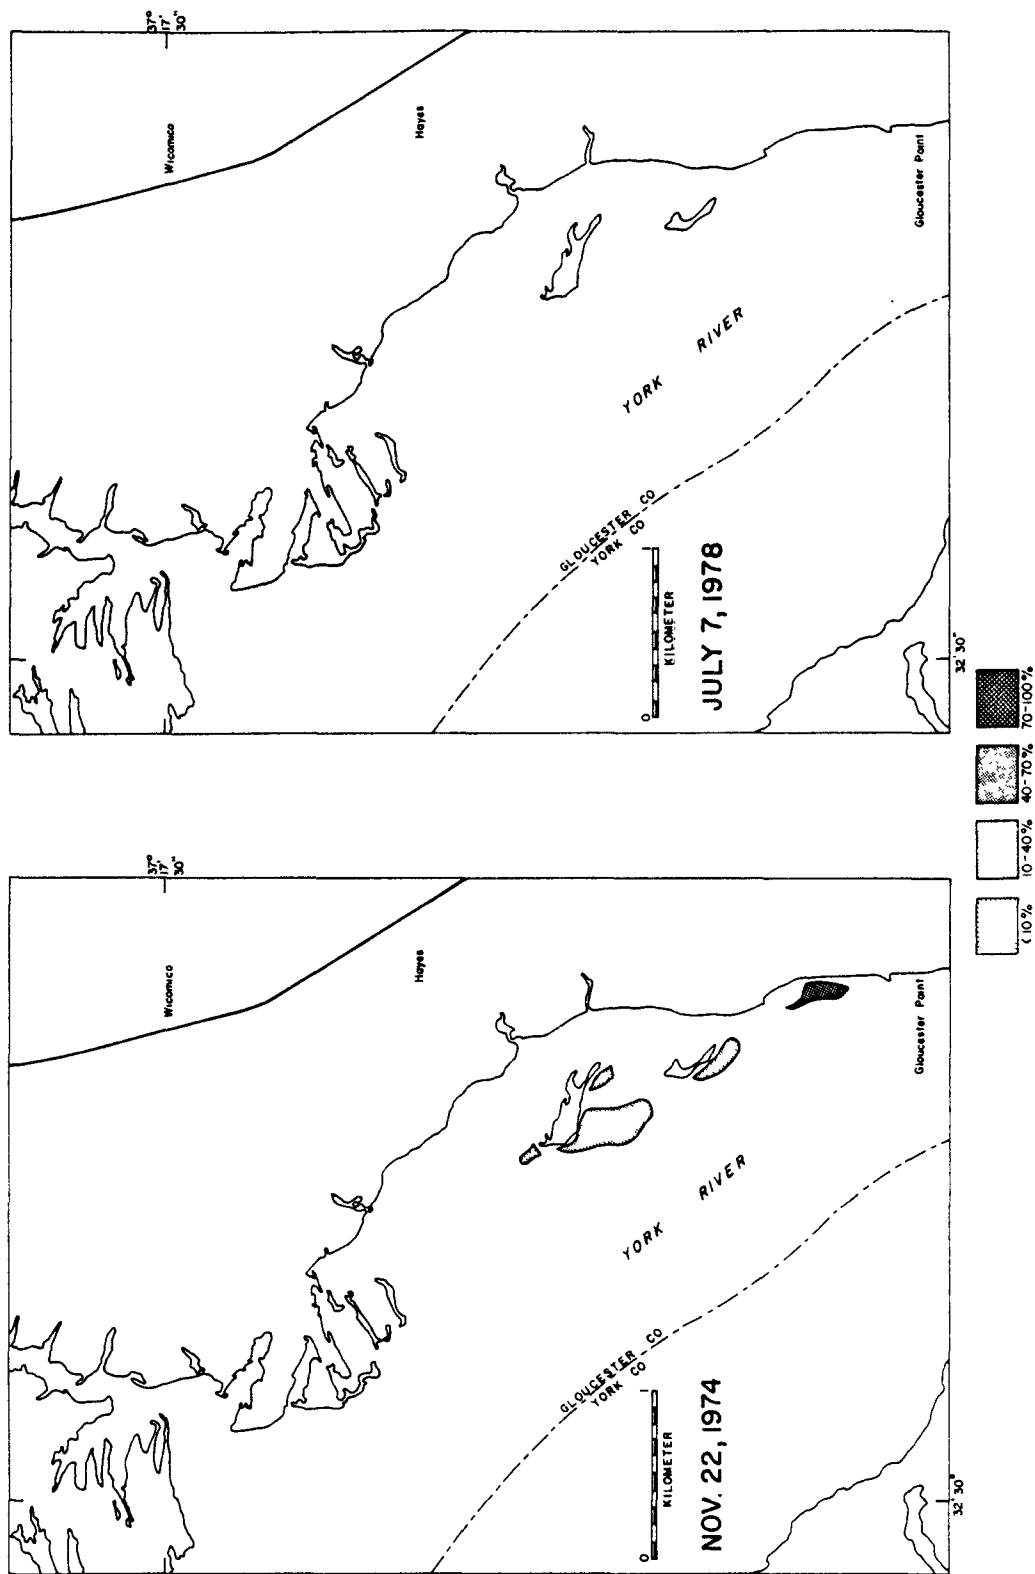 37°
17'
30"
Wicomico
Hayes
Gloucester Point
YORK RIVER
GLOUCESTER CO
YORK CO
0
KILOMETER
JULY 7, 1978
32' 30"
37°
17'
30"
Wicomico
Hayes
Gloucester Point
YORK RIVER
GLOUCESTER CO
YORK CO
0
KILOMETER
NOV. 22, 1974
32' 30"
<10%
10-40%
40-70%
70-100%